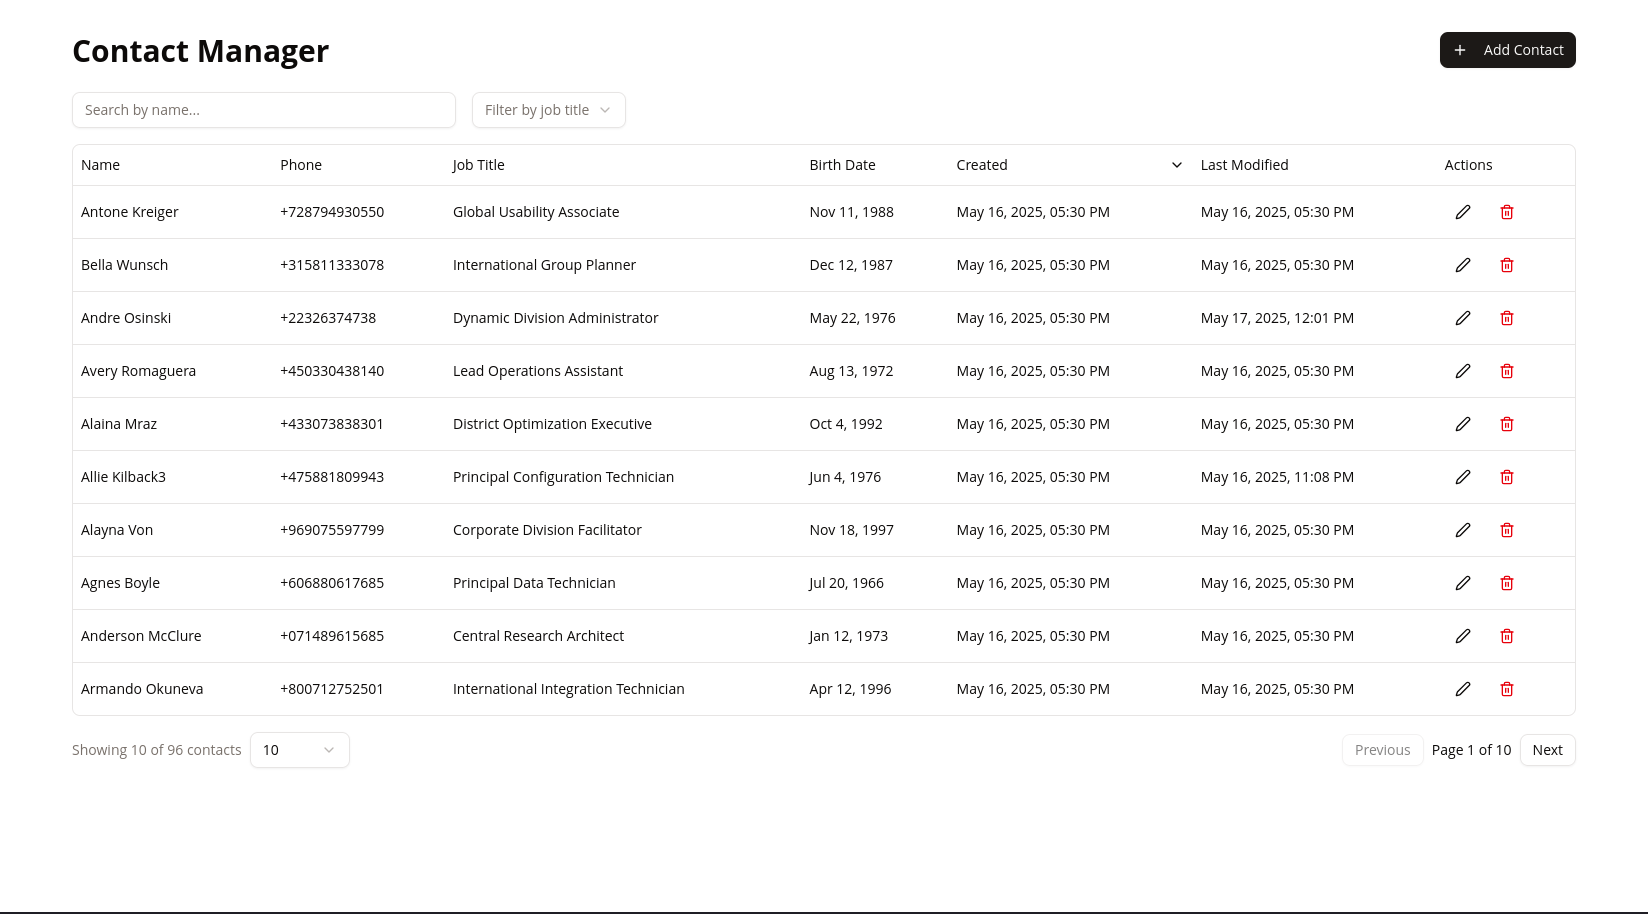 Contact Manager
Add Contact
Search by name...
Filter by job title
Name Phone Job Title Birth Date Created Last Modified Actions
Antone Kreiger +728794930550 Global Usability Associate Nov 11, 1988 May 16, 2025, 05:30 PM May 16, 2025, 05:30 PM
Bella Wunsch +315811333078 International Group Planner Dec 12, 1987 May 16, 2025, 05:30 PM May 16, 2025, 05:30 PM
Andre Osinski +22326374738 Dynamic Division Administrator May 22, 1976 May 16, 2025, 05:30 PM May 17, 2025, 12:01 PM
Avery Romaguera +450330438140 Lead Operations Assistant Aug 13, 1972 May 16, 2025, 05:30 PM May 16, 2025, 05:30 PM
Alaina Mraz +433073838301 District Optimization Executive Oct 4, 1992 May 16, 2025, 05:30 PM May 16, 2025, 05:30 PM
Allie Kilback3 +475881809943 Principal Configuration Technician Jun 4, 1976 May 16, 2025, 05:30 PM May 16, 2025, 11:08 PM
Alayna Von +969075597799 Corporate Division Facilitator Nov 18, 1997 May 16, 2025, 05:30 PM May 16, 2025, 05:30 PM
Agnes Boyle +606880617685 Principal Data Technician Jul 20, 1966 May 16, 2025, 05:30 PM May 16, 2025, 05:30 PM
Anderson McClure +071489615685 Central Research Architect Jan 12, 1973 May 16, 2025, 05:30 PM May 16, 2025, 05:30 PM
Armando Okuneva +800712752501 International Integration Technician Apr 12, 1996 May 16, 2025, 05:30 PM May 16, 2025, 05:30 PM
Showing 10 of 96 contacts 10 Previous Page 1 of 10 Next